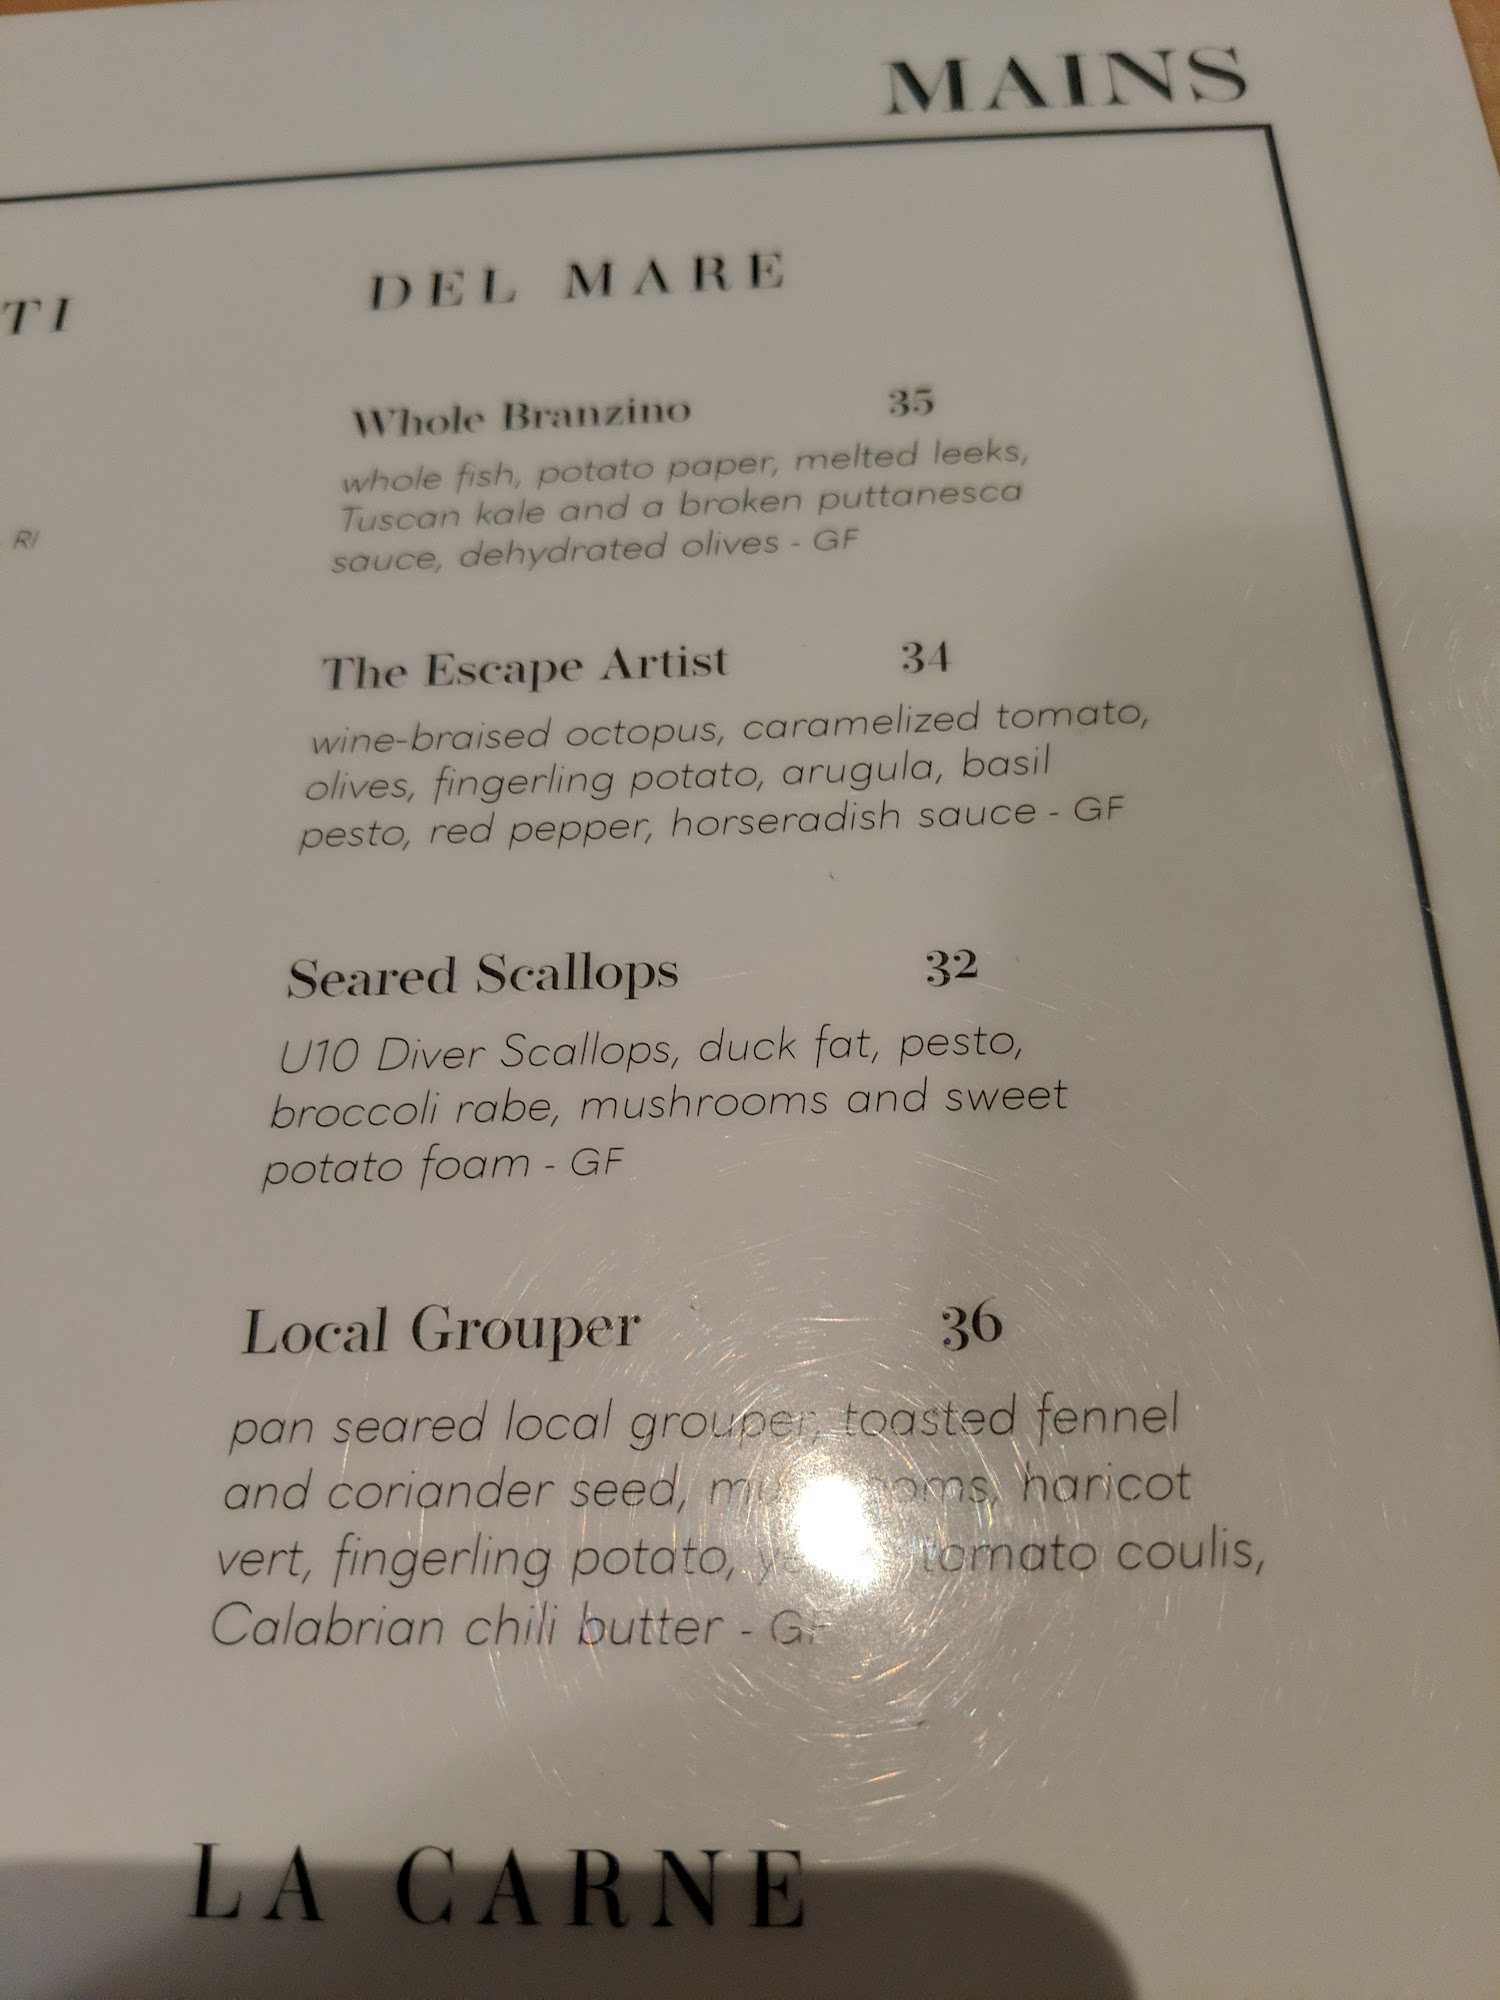 MAINS
TI
DEL MARE
RI
Whole Branzino 35
whole fish, potato paper, melted leeks,
Tuscan kale and a broken puttanesca
sauce, dehydrated olives - GF
The Escape Artist 34
wine-braised octopus, caramelized tomato,
olives, fingerling potato, arugula, basil
pesto, red pepper, horseradish sauce - GF
Seared Scallops 32
U10 Diver Scallops, duck fat, pesto,
broccoli rabe, mushrooms and sweet
potato foam - GF
Local Grouper 36
pan seared local grouper, toasted fennel
and coriander seed, haricot
vert, fingerling potato, tomato coulis,
Calabrian chili butter - GF
LA CARNE